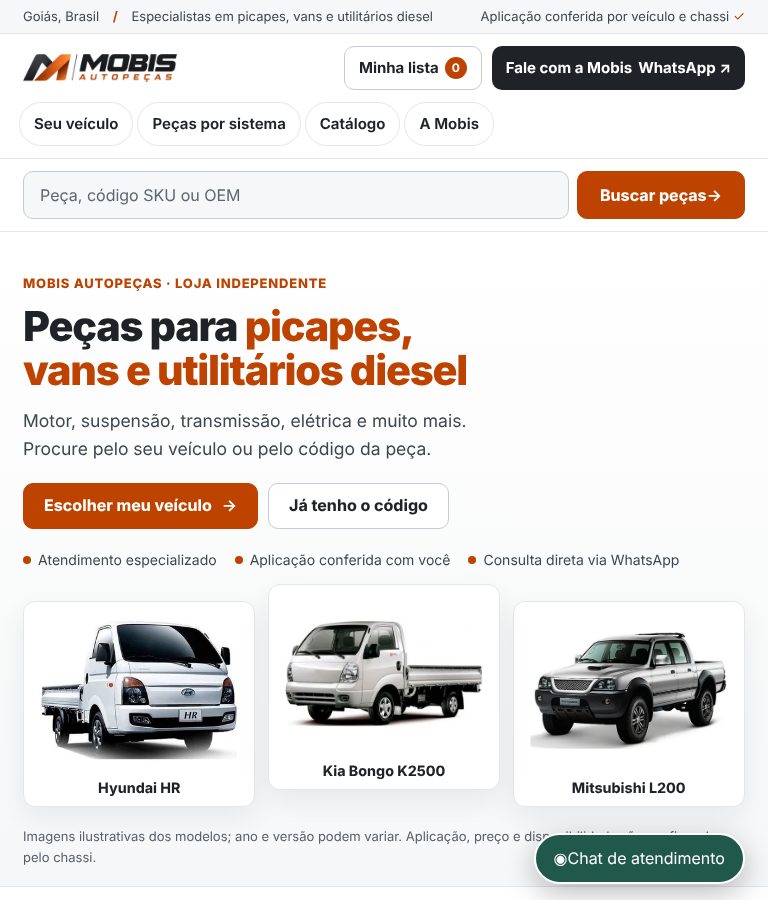 Goiás, Brasil / Especialistas em picapes, vans e utilitários diesel Aplicação conferida por veículo e chassi ✓
MOBIS
AUTOPEÇAS
Minha lista 0
Fale com a Mobis WhatsApp ↗
Seu veículo
Peças por sistema
Catálogo
A Mobis
Peça, código SKU ou OEM
Buscar peças→
MOBIS AUTOPEÇAS · LOJA INDEPENDENTE
Peças para picapes,
vans e utilitários diesel
Motor, suspensão, transmissão, elétrica e muito mais.
Procure pelo seu veículo ou pelo código da peça.
Escolher meu veículo →
Já tenho o código
Atendimento especializado
Aplicação conferida com você
Consulta direta via WhatsApp
HR
Hyundai HR
Kia Bongo K2500
Mitsubishi L200
Imagens ilustrativas dos modelos; ano e versão podem variar. Aplicação, preço e
pelo chassi.
◉Chat de atendimento